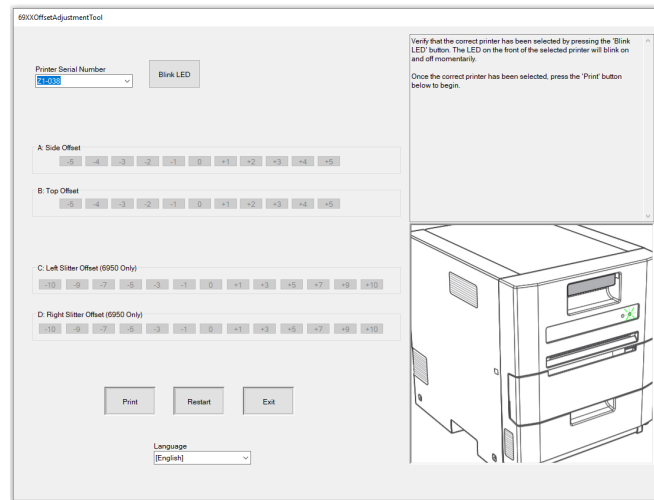 69XXOffsetAdjustmentTool
Printer Serial Number
Z1-038
Blink LED
A: Side Offset
-5 -4 -3 -2 -1 0 +1 +2 +3 +4 +5
B: Top Offset
-5 -4 -3 -2 -1 0 +1 +2 +3 +4 +5
C: Left Slitter Offset (6950 Only)
-10 -9 -7 -5 -3 -1 0 +1 +3 +5 +7 +9 +10
D: Right Slitter Offset (6950 Only)
-10 -9 -7 -5 -3 -1 0 +1 +3 +5 +7 +9 +10
Print Restart Exit
Language
[English]
Verify that the correct printer has been selected by pressing the 'Blink
LED' button. The LED on the front of the selected printer will blink on
and off momentarily.
Once the correct printer has been selected, press the 'Print' button
below to begin.